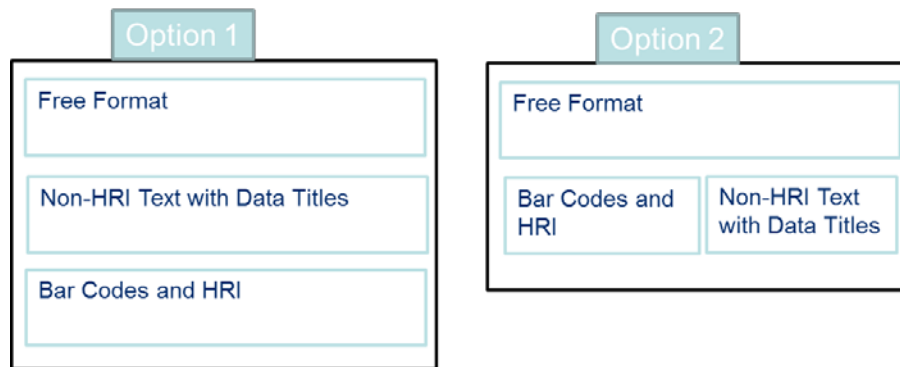 Option 1
Free Format
Non-HRI Text with Data Titles
Bar Codes and HRI
Option 2
Free Format
Bar Codes and
HRI
Non-HRI Text
with Data Titles